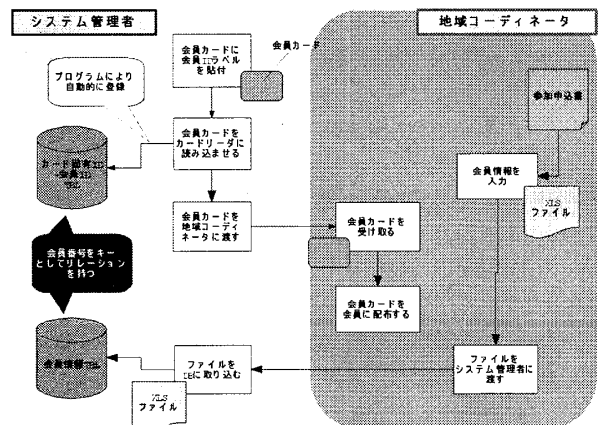 システム管理者
地域コーディネータ
会員カードに
会員IDラベル
を貼付
会員カード
プログラムにより
自動的に登録
参加申込書
会員カードを
カードリーダに
読み込ませる
カード固有ID
会員ID
TBL
会員情報を
入力
XLS
ファイル
会員カードを
地域コーディ
ネータに渡す
会員カードを
受け取る
会員番号をキー
としてリレーション
を持つ
会員カードを
会員に配布する
会員情報TBL
ファイルを
DBに取り込む
ファイルを
システム管理者に
渡す
XLS
ファイル